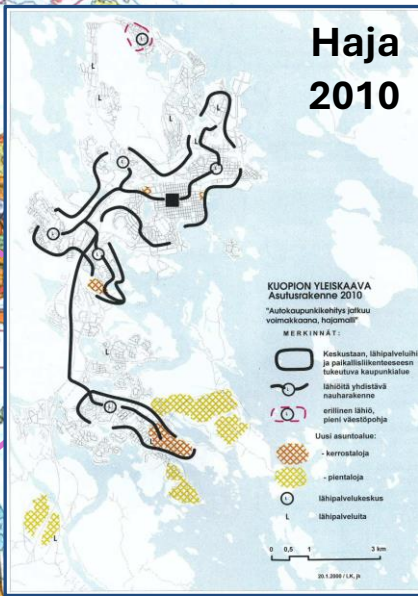 Haja
2010
KUOPION YLEISKAAVA
Asutusrakenne 2010
"Autokaupunkikehitys jatkuu
voimakkaana, hajamalli"
MERKINNÄT:
Keskustaan, lähipalveluihin
ja paikallisliikenteeseen
tukeutuva kaupunkialue
lähiöitä yhdistävä
nauharakenne
erillinen lähiö,
pieni väestöpohja
Uusi asuntoalue:
- kerrostaloja
- pientaloja
lähipalvelukeskus
L lähipalveluita
0 0,5 1 3 km
20.1.2000 / LK, jk